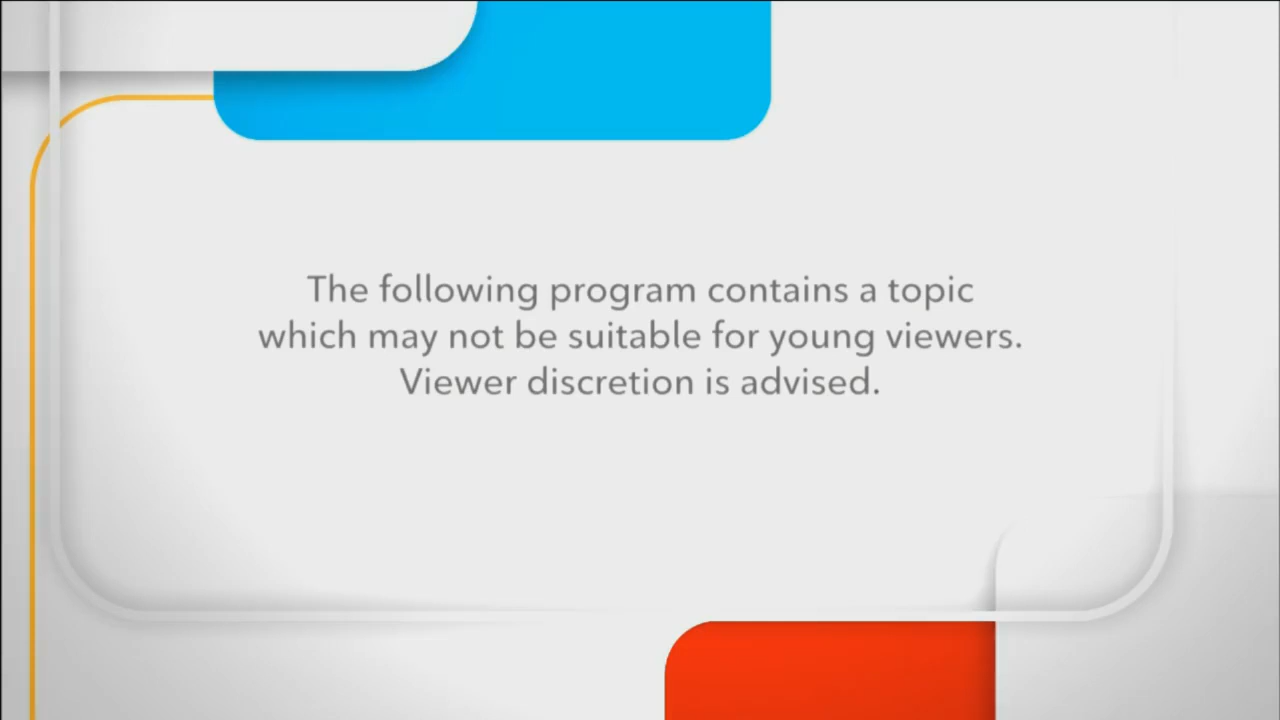 The following program contains a topic
which may not be suitable for young viewers.
Viewer discretion is advised.